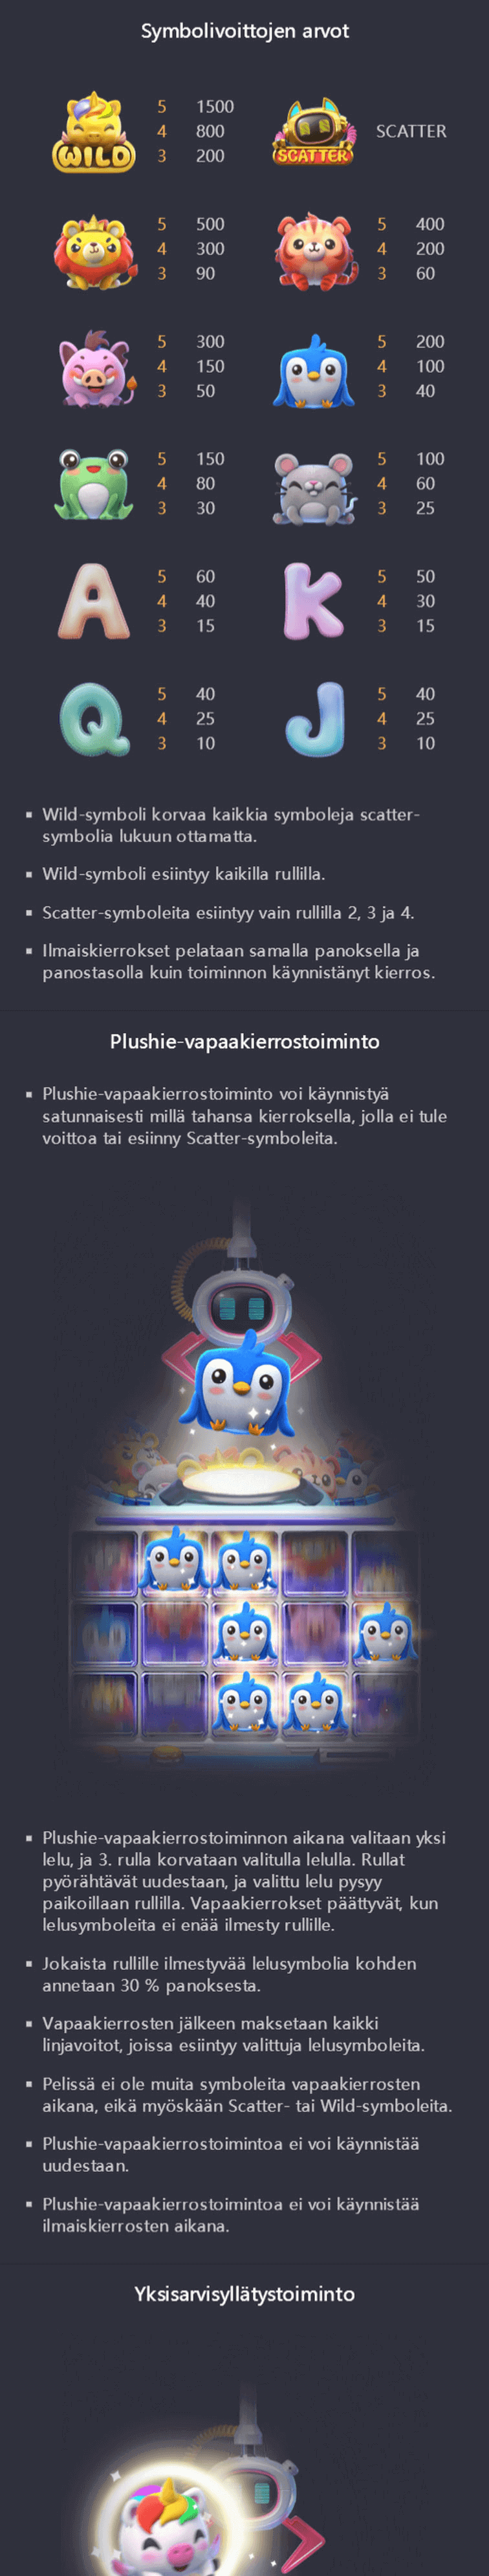 Symbolivoittojen arvot
WILD
5 1500
4 800
3 200
SCATTER
SCATTER
5 500
4 300
3 90
5 400
4 200
3 60
5 300
4 150
3 50
5 200
4 100
3 40
5 150
4 80
3 30
5 100
4 60
3 25
A
5 60
4 40
3 15
K
5 50
4 30
3 15
Q
5 40
4 25
3 10
J
5 40
4 25
3 10
▪ Wild-symboli korvaa kaikkia symboleja scatter-
symbolia lukuun ottamatta.
▪ Wild-symboli esiintyy kaikilla rullilla.
▪ Scatter-symboleita esiintyy vain rullilla 2, 3 ja 4.
▪ Ilmaiskierrokset pelataan samalla panoksella ja
panostasolla kuin toiminnon käynnistänyt kierros.
Plushie-vapaakierrostoiminto
▪ Plushie-vapaakierrostoiminto voi käynnistyä
satunnaisesti millä tahansa kierroksella, jolla ei tule
voittoa tai esiinny Scatter-symboleita.
▪ Plushie-vapaakierrostoiminnon aikana valitaan yksi
lelu, ja 3. rulla korvataan valitulla lelulla. Rullat
pyörähtävät uudestaan, ja valittu lelu pysyy
paikoillaan rullilla. Vapaakierrokset päättyvät, kun
lelusymboleita ei enää ilmesty rullille.
▪ Jokaista rullille ilmestyvää lelusymbolia kohden
annetaan 30 % panoksesta.
▪ Vapaakierrosten jälkeen maksetaan kaikki
linjavoitot, joissa esiintyy valittuja lelusymboleita.
▪ Pelissä ei ole muita symboleita vapaakierrosten
aikana, eikä myöskään Scatter- tai Wild-symboleita.
▪ Plushie-vapaakierrostoimintoa ei voi käynnistää
uudestaan.
▪ Plushie-vapaakierrostoimintoa ei voi käynnistää
ilmaiskierrosten aikana.
Yksisarvisyllätystoiminto